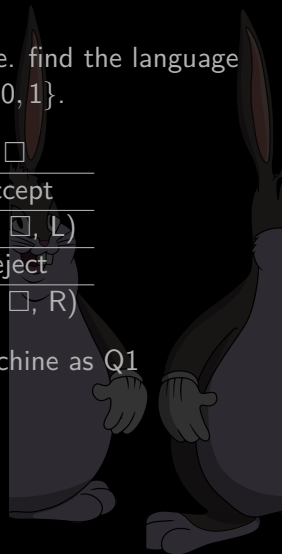 e. find the language
0, 1}.
□
ccept
□, L)
eject
□, R)
chine as Q1